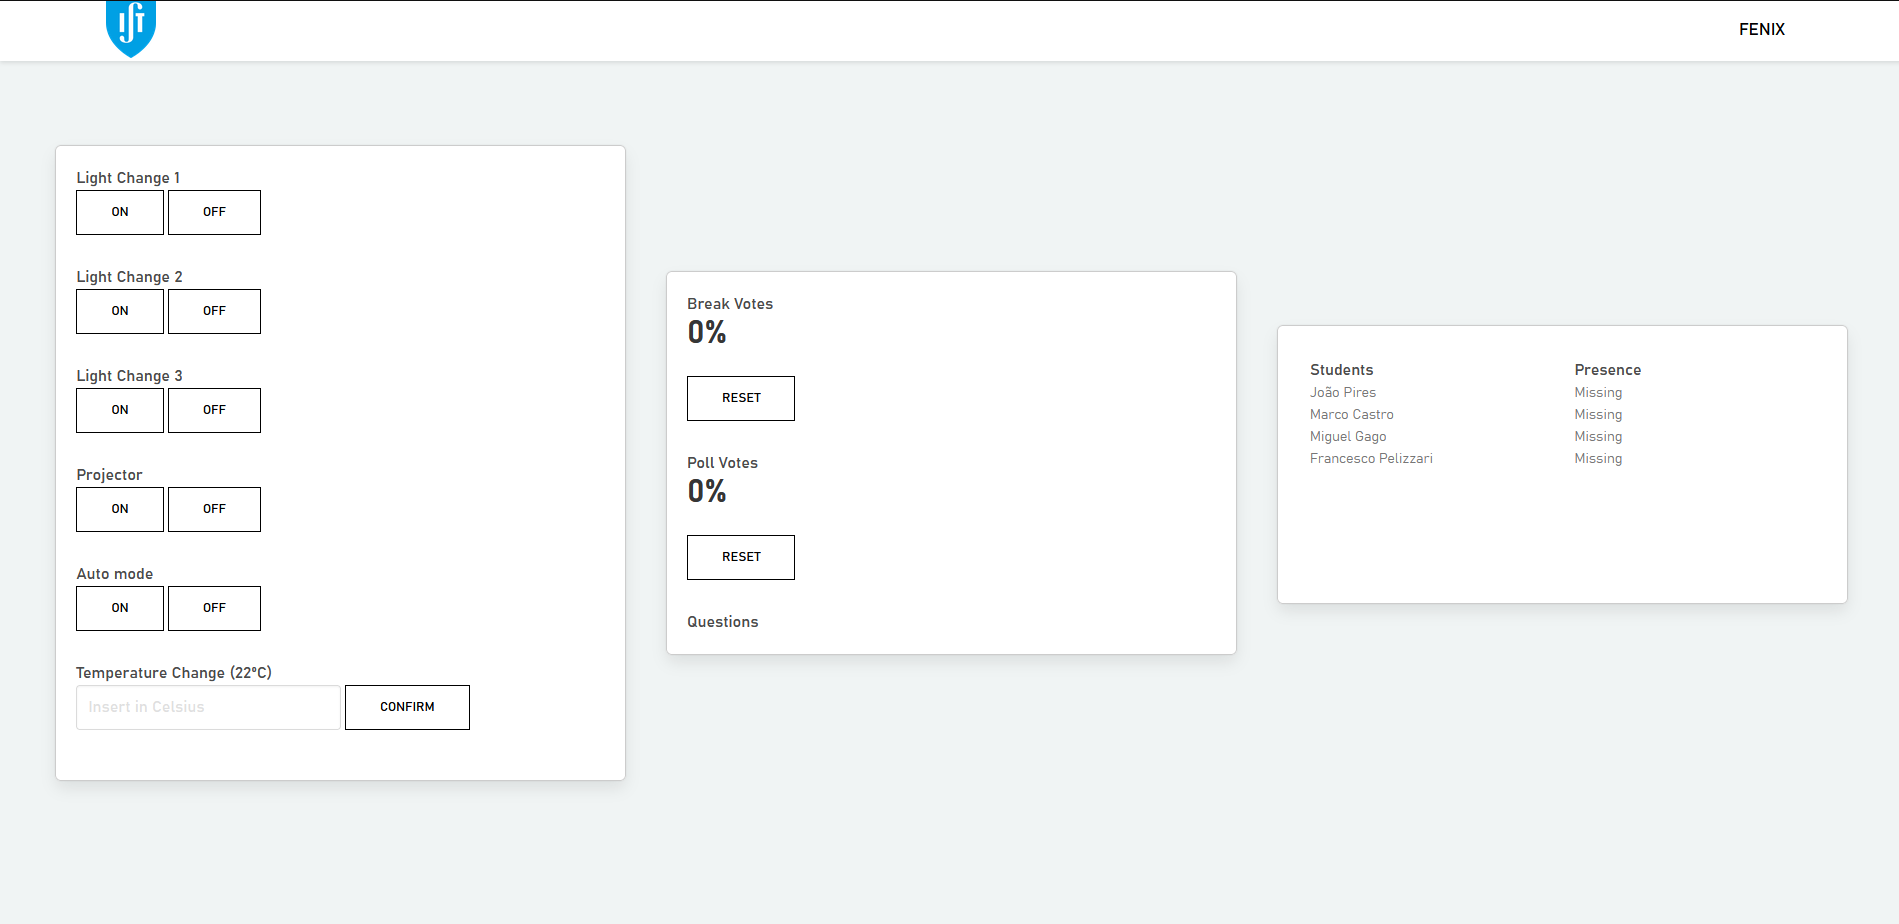 IST
FENIX
Light Change 1
ON OFF
Light Change 2
ON OFF
Light Change 3
ON OFF
Projector
ON OFF
Auto mode
ON OFF
Temperature Change (22ºC)
Insert in Celsius CONFIRM
Break Votes
0%
RESET
Poll Votes
0%
RESET
Questions
Students Presence
João Pires Missing
Marco Castro Missing
Miguel Gago Missing
Francesco Pelizzari Missing